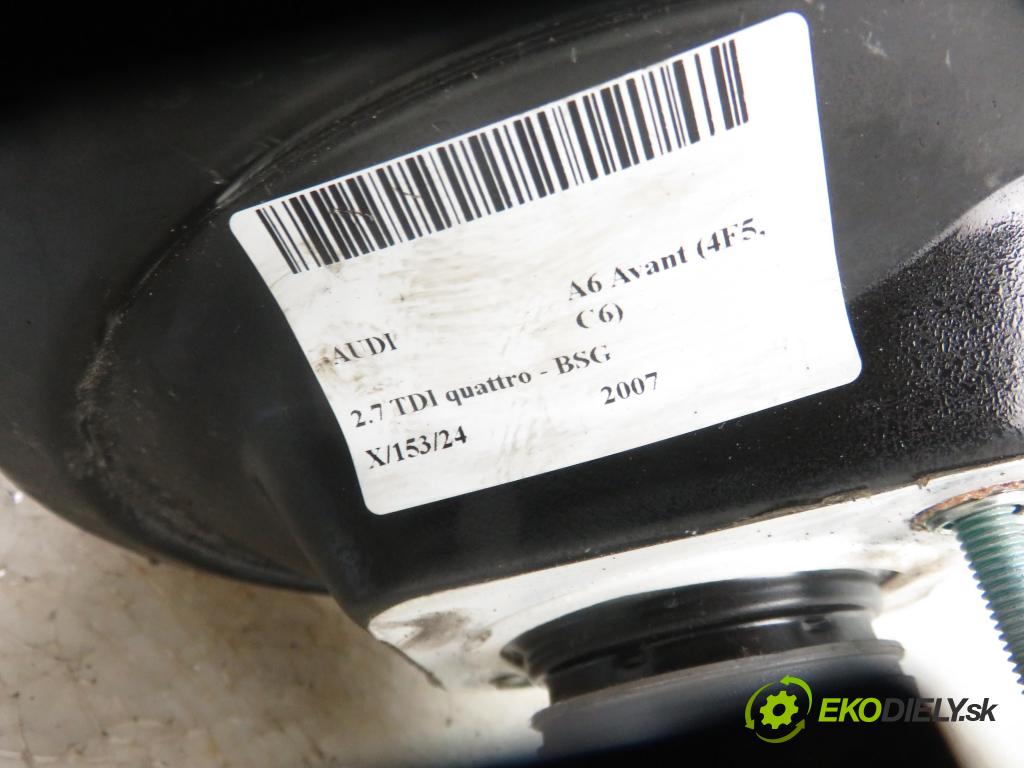 AUDI A6 Avant (4F5,
C6)
2.7 TDI quattro - BSG
X/153/24 2007
EKODIELY.sk